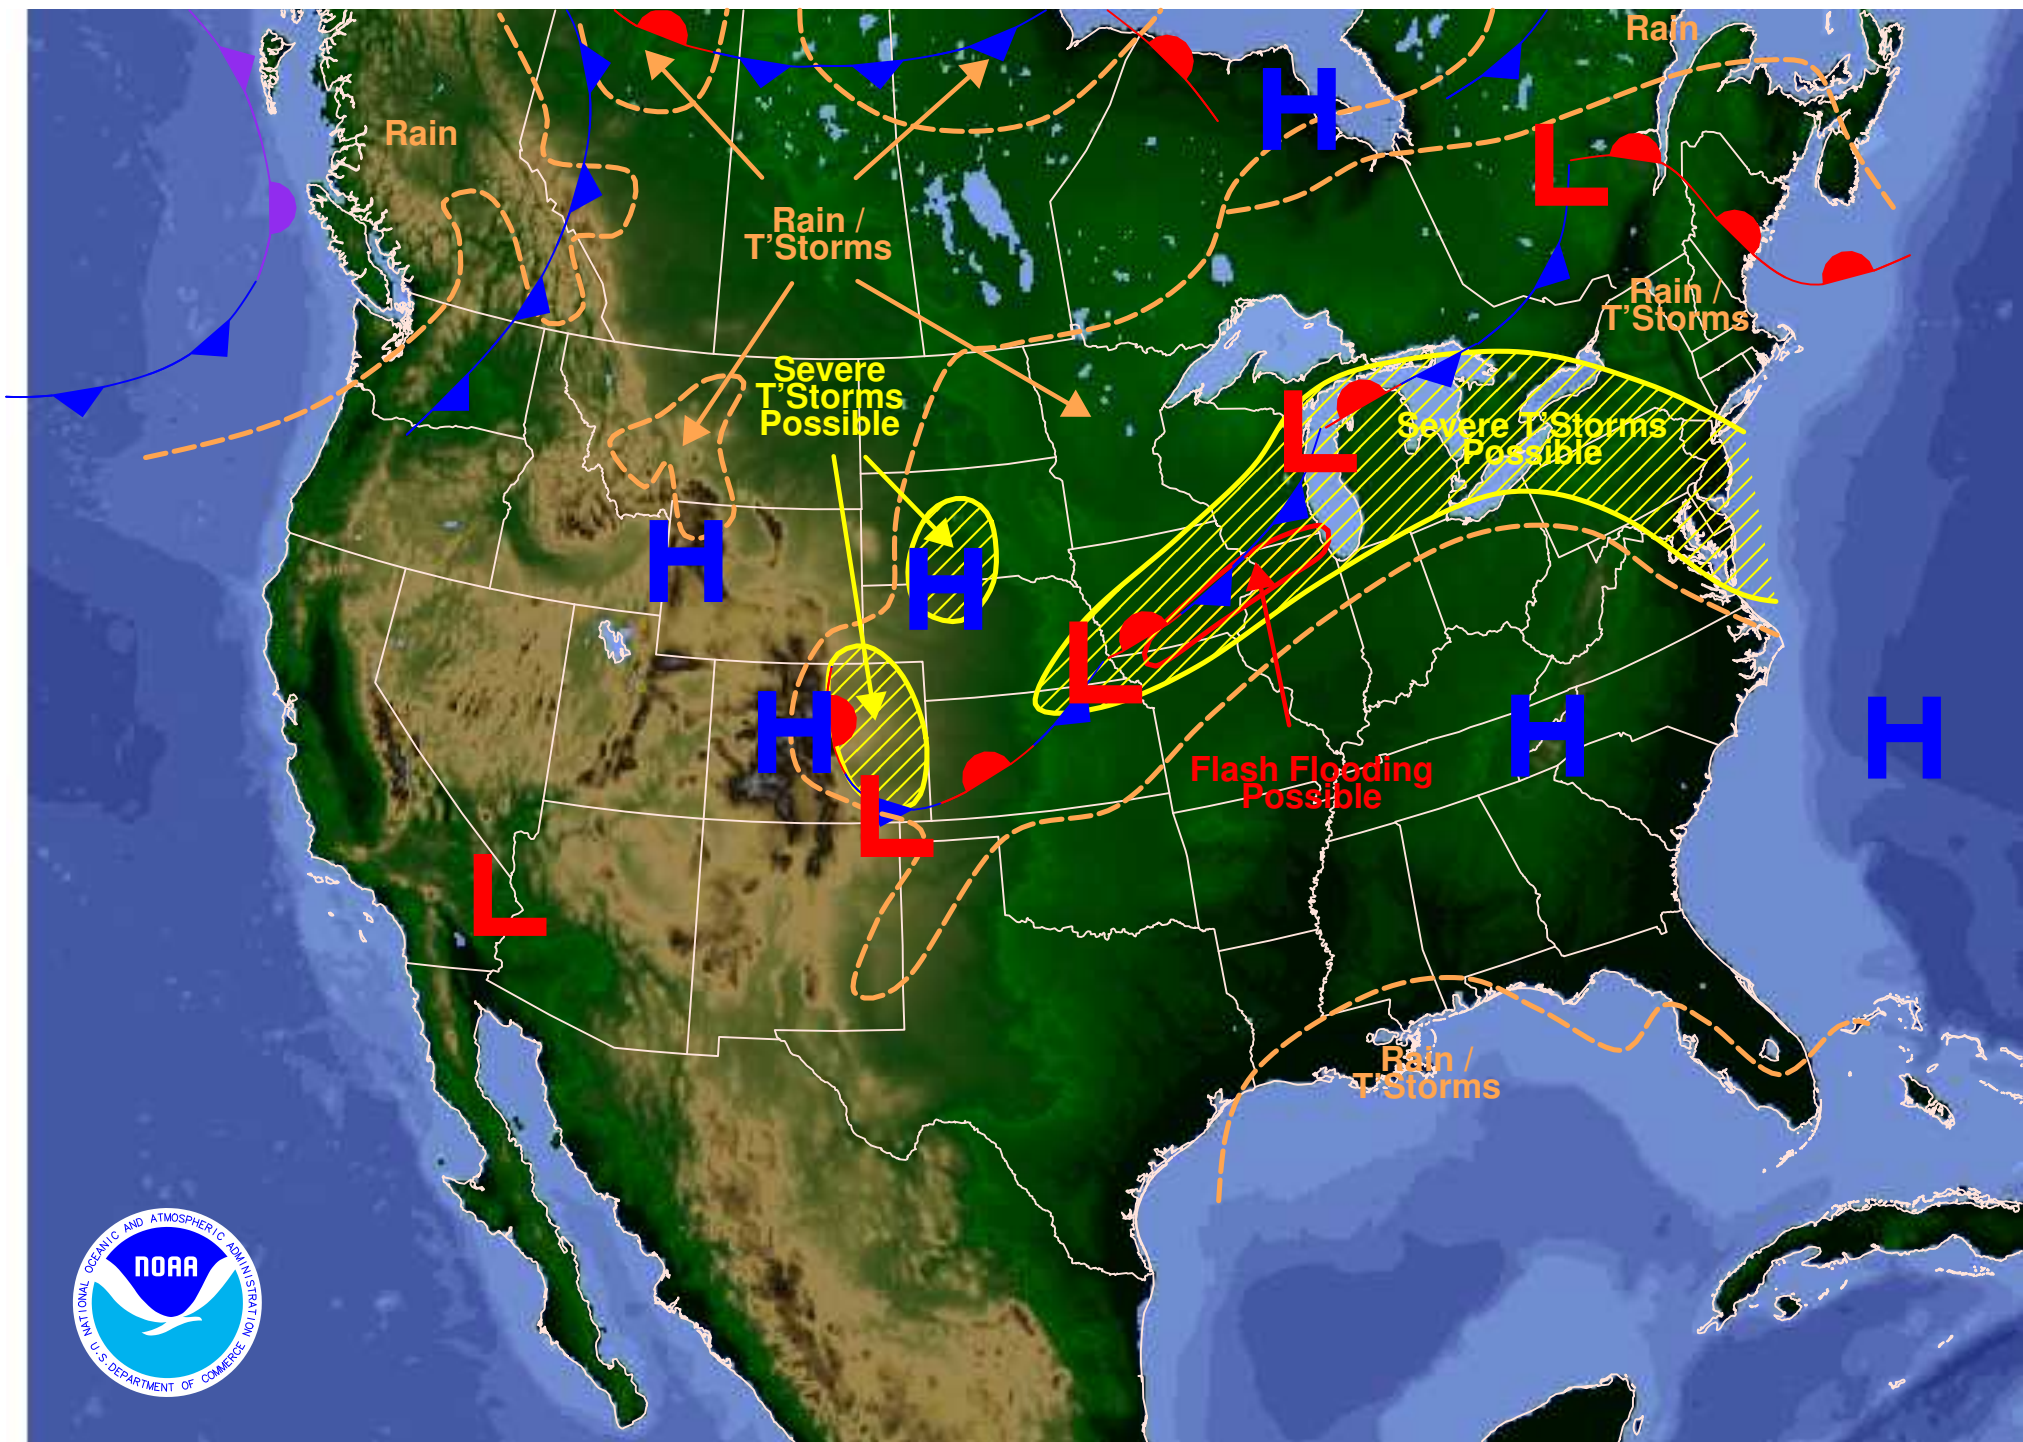 Rain
Rain
H
L
Rain /
T'Storms
Rain /
T'Storms
Severe
T'Storms
Possible
L
Severe T'Storms
Possible
H
H
L
H
H
H
Flash Flooding
Possible
L
L
Rain /
T'Storms
NATIONAL OCEANIC AND ATMOSPHERIC ADMINISTRATION
NOAA
U.S. DEPARTMENT OF COMMERCE